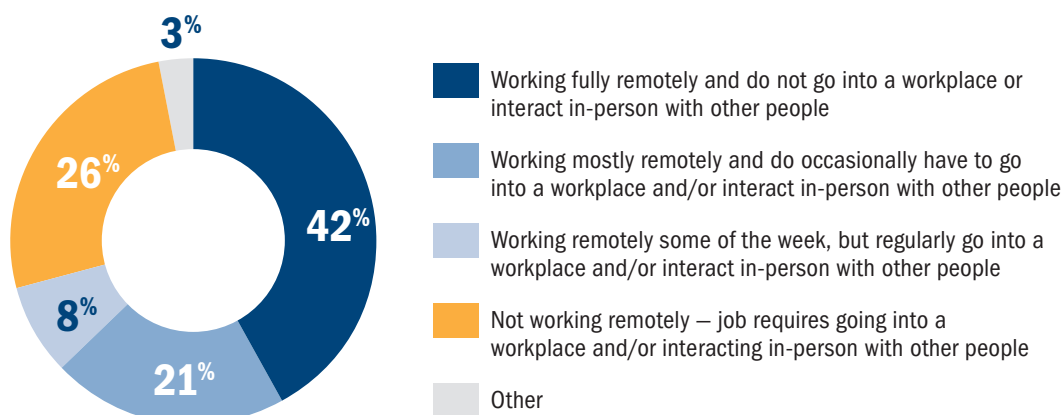 3%
Working fully remotely and do not go into a workplace or
interact in-person with other people
Working mostly remotely and do occasionally have to go
into a workplace and/or interact in-person with other people
26%
42%
Working remotely some of the week, but regularly go into a
workplace and/or interact in-person with other people
8%
Not working remotely — job requires going into a
workplace and/or interacting in-person with other people
21%
Other